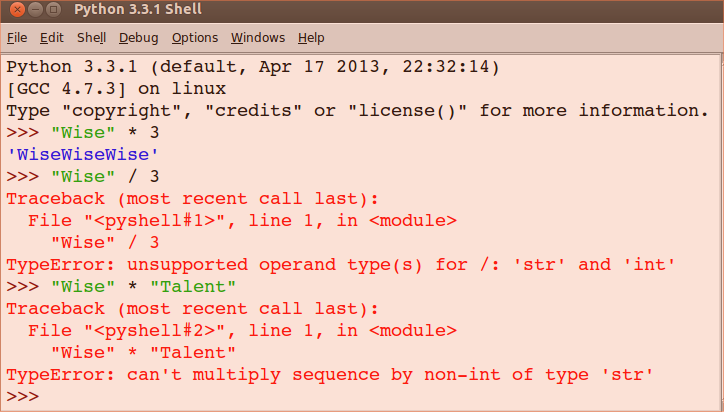 Python 3.3.1 Shell
File Edit Shell Debug Options Windows Help
Python 3.3.1 (default, Apr 17 2013, 22:32:14)
[GCC 4.7.3] on linux
Type "copyright", "credits" or "license()" for more information.
>>> "Wise" * 3
'WiseWiseWise'
>>> "Wise" / 3
Traceback (most recent call last):
  File "<pyshell#1>", line 1, in <module>
    "Wise" / 3
TypeError: unsupported operand type(s) for /: 'str' and 'int'
>>> "Wise" * "Talent"
Traceback (most recent call last):
  File "<pyshell#2>", line 1, in <module>
    "Wise" * "Talent"
TypeError: can't multiply sequence by non-int of type 'str'
>>>